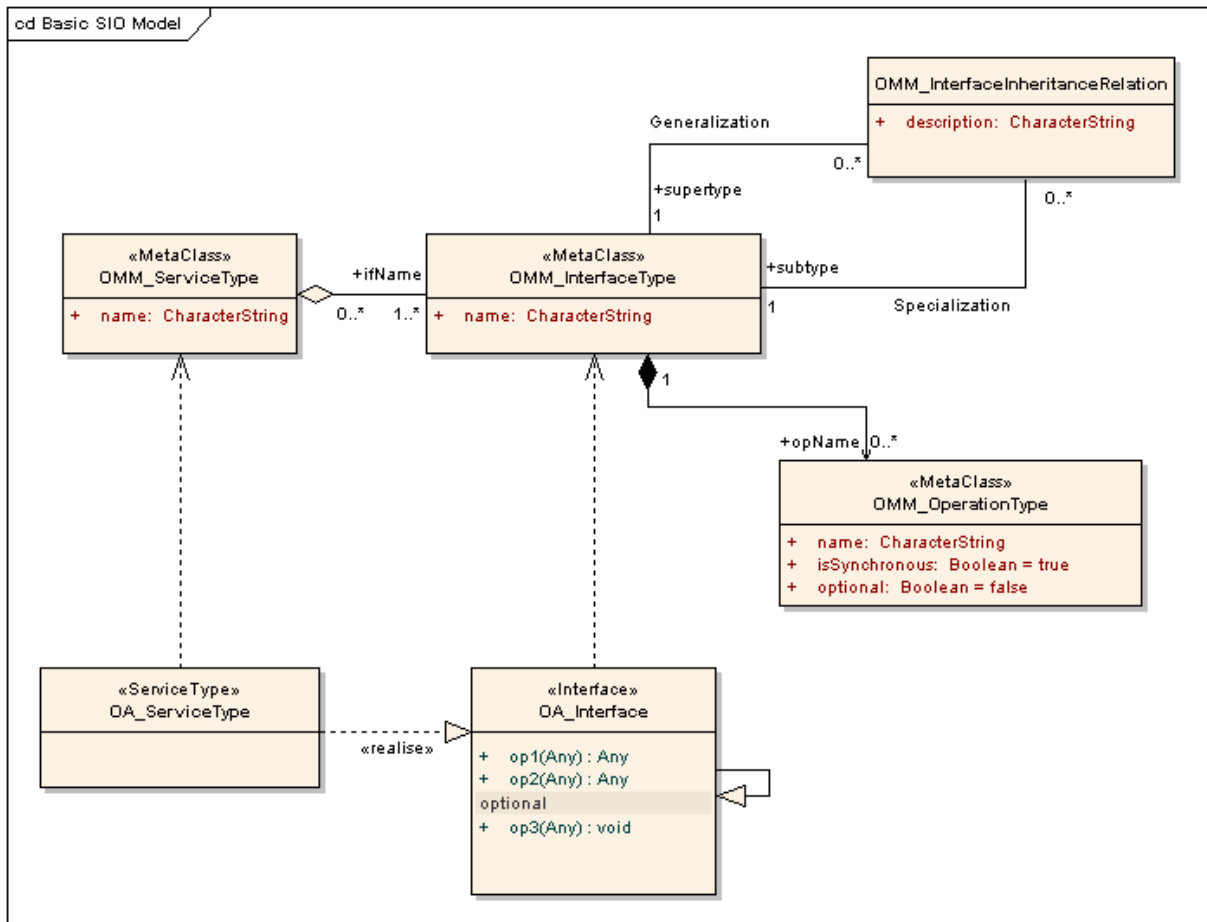 cd Basic SIO Model
OMM_InterfaceInheritanceRelation
+ description: CharacterString
Generalization
0..*
+supertype
1
0..*
«MetaClass»
OMM_ServiceType
+ name: CharacterString
+ifName
0..*
1..*
«MetaClass»
OMM_InterfaceType
+ name: CharacterString
+subtype
1
Specialization
1
+opName
0..*
«MetaClass»
OMM_OperationType
+ name: CharacterString
+ isSynchronous: Boolean = true
+ optional: Boolean = false
«ServiceType»
OA_ServiceType
«realise»
«Interface»
OA_Interface
+ op1(Any) : Any
+ op2(Any) : Any
optional
+ op3(Any) : void